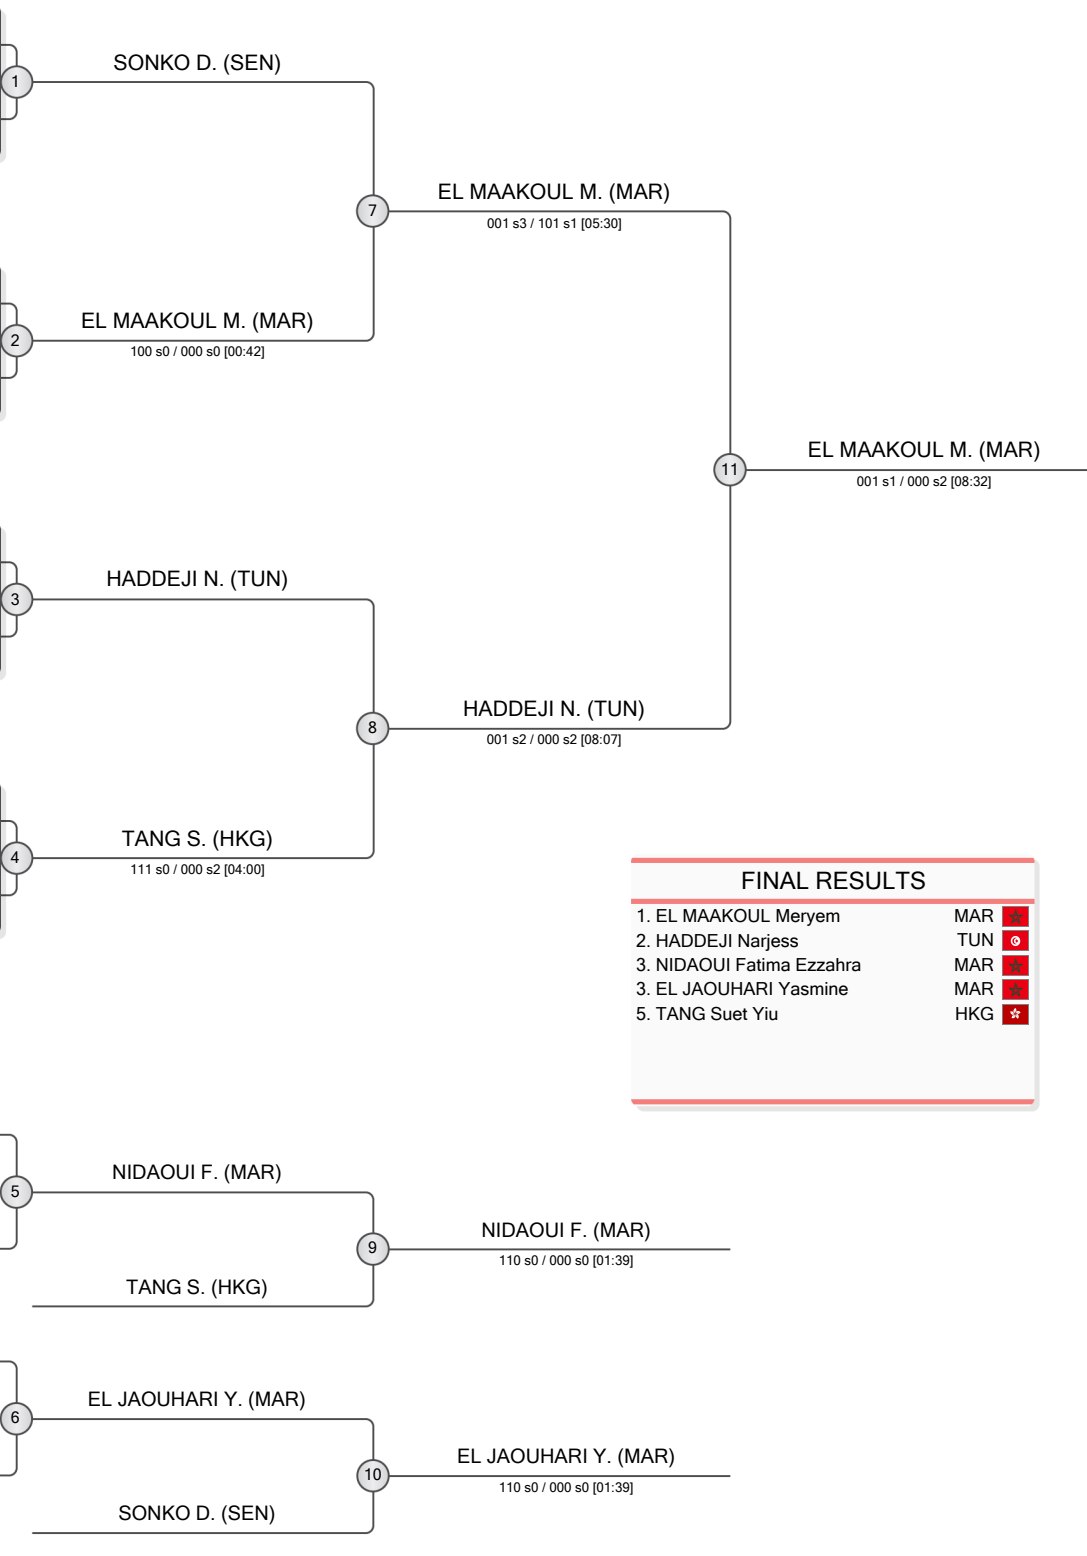 SONKO D. (SEN)
1
EL MAAKOUL M. (MAR)
7
001 s3 / 101 s1 [05:30]
EL MAAKOUL M. (MAR)
2
100 s0 / 000 s0 [00:42]
EL MAAKOUL M. (MAR)
11
001 s1 / 000 s2 [08:32]
HADDEJI N. (TUN)
3
HADDEJI N. (TUN)
8
001 s2 / 000 s2 [08:07]
TANG S. (HKG)
4
111 s0 / 000 s2 [04:00]
FINAL RESULTS
1. EL MAAKOUL Meryem MAR
2. HADDEJI Narjess TUN
3. NIDAOUI Fatima Ezzahra MAR
3. EL JAOUHARI Yasmine MAR
5. TANG Suet Yiu HKG
NIDAOUI F. (MAR)
5
NIDAOUI F. (MAR)
9
110 s0 / 000 s0 [01:39]
TANG S. (HKG)
EL JAOUHARI Y. (MAR)
6
EL JAOUHARI Y. (MAR)
10
110 s0 / 000 s0 [01:39]
SONKO D. (SEN)